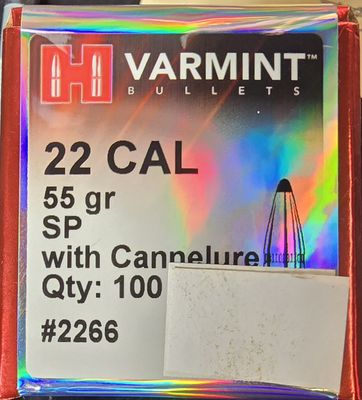 H
VARMINT™
BULLETS
22 CAL
55 gr
SP
with Cannelure
Qty: 100
#2266